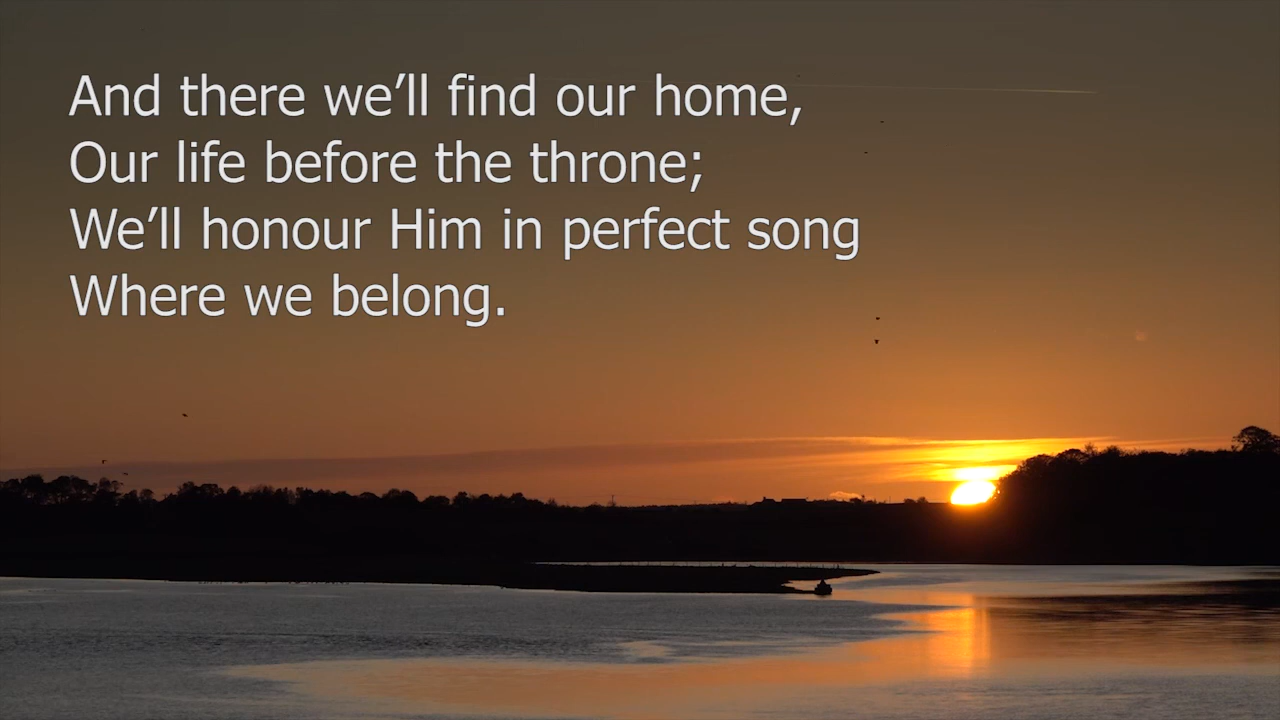 And there we’ll find our home,
Our life before the throne;
We’ll honour Him in perfect song
Where we belong.